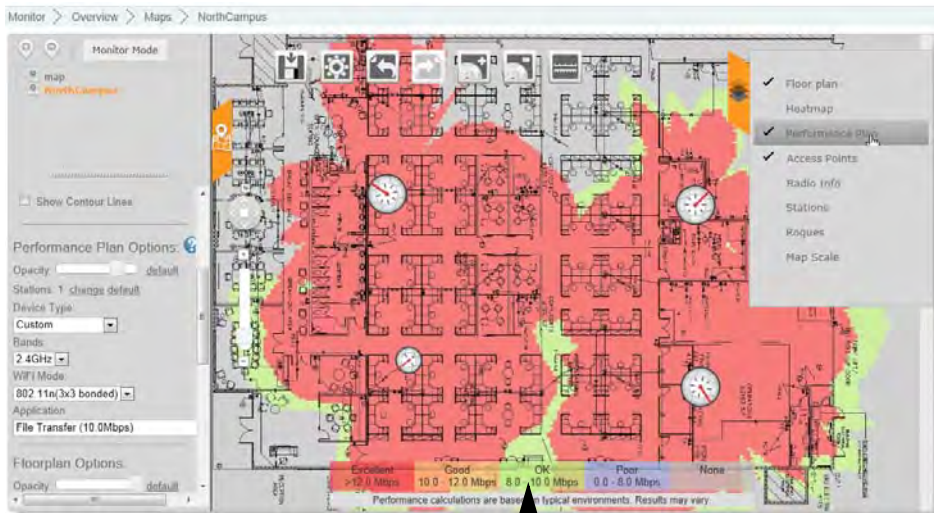 Monitor > Overview > Maps > NorthCampus
Monitor Mode
map
NorthCampus
Show Contour Lines
Performance Plan Options:
Opacity: default
Stations: 1 change default
Device Type:
Custom
Bands:
2.4GHz
WiFi Mode:
802.11n(3x3 bonded)
Application:
File Transfer (10.0Mbps)
Floorplan Options:
Opacity: default
Floor plan
Heatmap
Performance Plan
Access Points
Radio Info
Stations
Rogues
Map Scale
Excellent Good OK Poor None
>12.0 Mbps 10.0 - 12.0 Mbps 8.0 - 10.0 Mbps 0.0 - 8.0 Mbps
Performance calculations are based on typical environments. Results may vary.